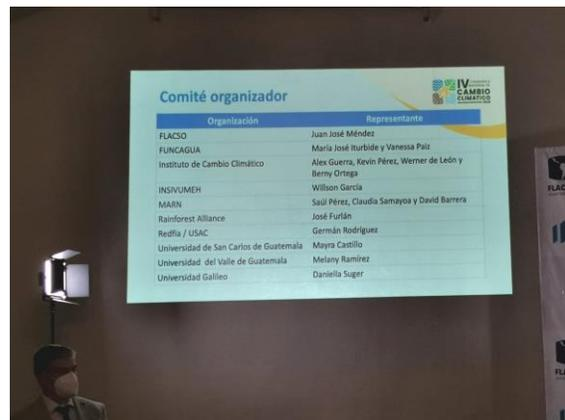 Comité organizador
IV
CAMBIO
CLIMÁTICO
Organización Representante
FLACSO Juan José Méndez
FUNCAGUA María José Iturbide y Vanessa Paiz
Instituto de Cambio Climático Alex Guerra, Kevin Pérez, Werner de León y
Berny Ortega
INSIVUMEH Willson García
MARN Saúl Pérez, Claudia Samayoa y David Barrera
Rainforest Alliance José Furlán
Redfia / USAC Germán Rodríguez
Universidad de San Carlos de Guatemala Mayra Castillo
Universidad del Valle de Guatemala Melany Ramírez
Universidad Galileo Daniella Suger